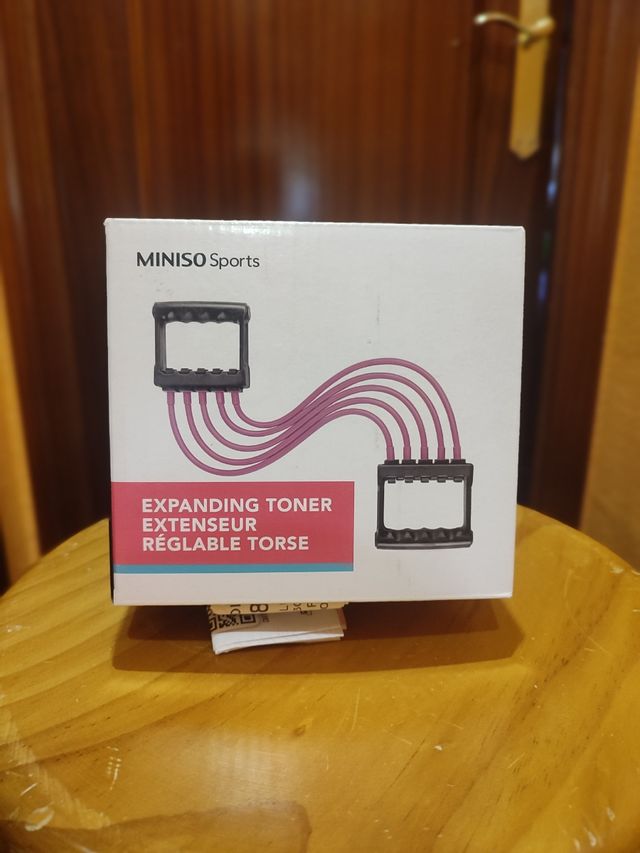 MINISO Sports
EXPANDING TONER
EXTENSEUR
RÉGLABLE TORSE